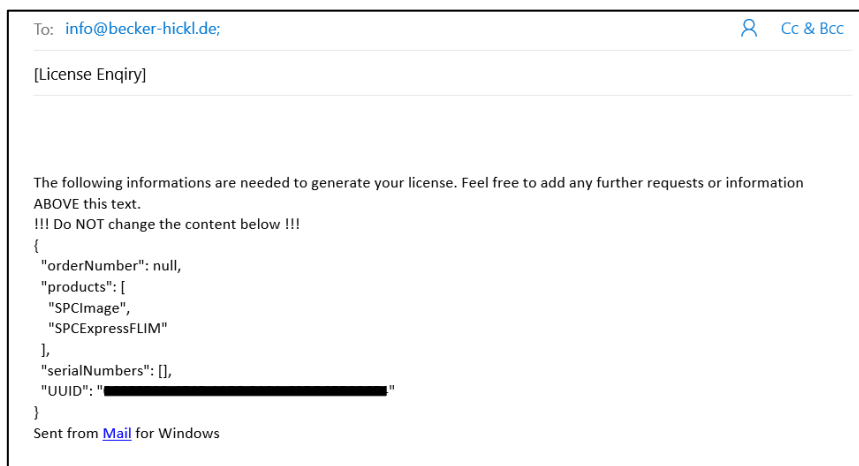 To: info@becker-hickl.de; Cc & Bcc
[License Enqiry]
The following informations are needed to generate your license. Feel free to add any further requests or information
ABOVE this text.
!!! Do NOT change the content below !!!
{
"orderNumber": null,
"products": [
"SPCImage",
"SPCExpressFLIM"
],
"serialNumbers": [],
"UUID": ""
}
Sent from Mail for Windows